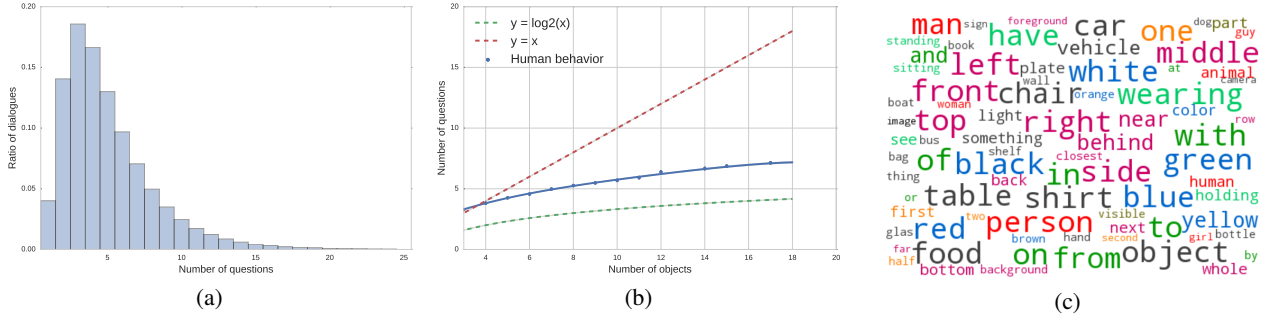 0.20
0.15
0.10
0.05
0.00
Ratio of dialogues
5 10 15 20 25
Number of questions
(a)
20
15
10
5
0
Number of questions
y = log2(x)
y = x
Human behavior
4 6 8 10 12 14 16 18 20
Number of objects
(b)
man sign foreground car one dog part
standing book have vehicle guy
and left plate white at middle
sitting wall animal
front chair orange wearing camera
boat woman color
image top light right near row
see bus something behind with
bag of shelf black closest green
thing back in side human
or table shirt blue holding
first two person visible yellow
glas red next to
brown hand second girl bottle
far food on from object by
half bottom background whole
(c)